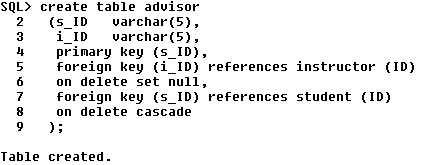 SQL> create table advisor
  2  (s_ID   varchar(5),
  3   i_ID   varchar(5),
  4   primary key (s_ID),
  5   foreign key (i_ID) references instructor (ID)
  6   on delete set null,
  7   foreign key (s_ID) references student (ID)
  8   on delete cascade
  9  );
Table created.